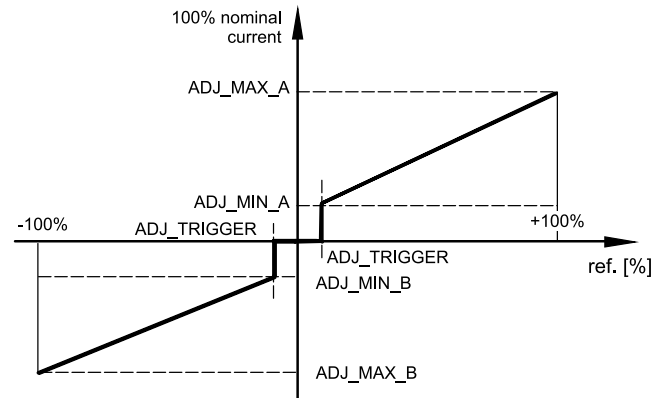 100% nominal
current
ADJ_MAX_A
ADJ_MIN_A
-100%
+100%
ADJ_TRIGGER
ADJ_TRIGGER
ref. [%]
ADJ_MIN_B
ADJ_MAX_B